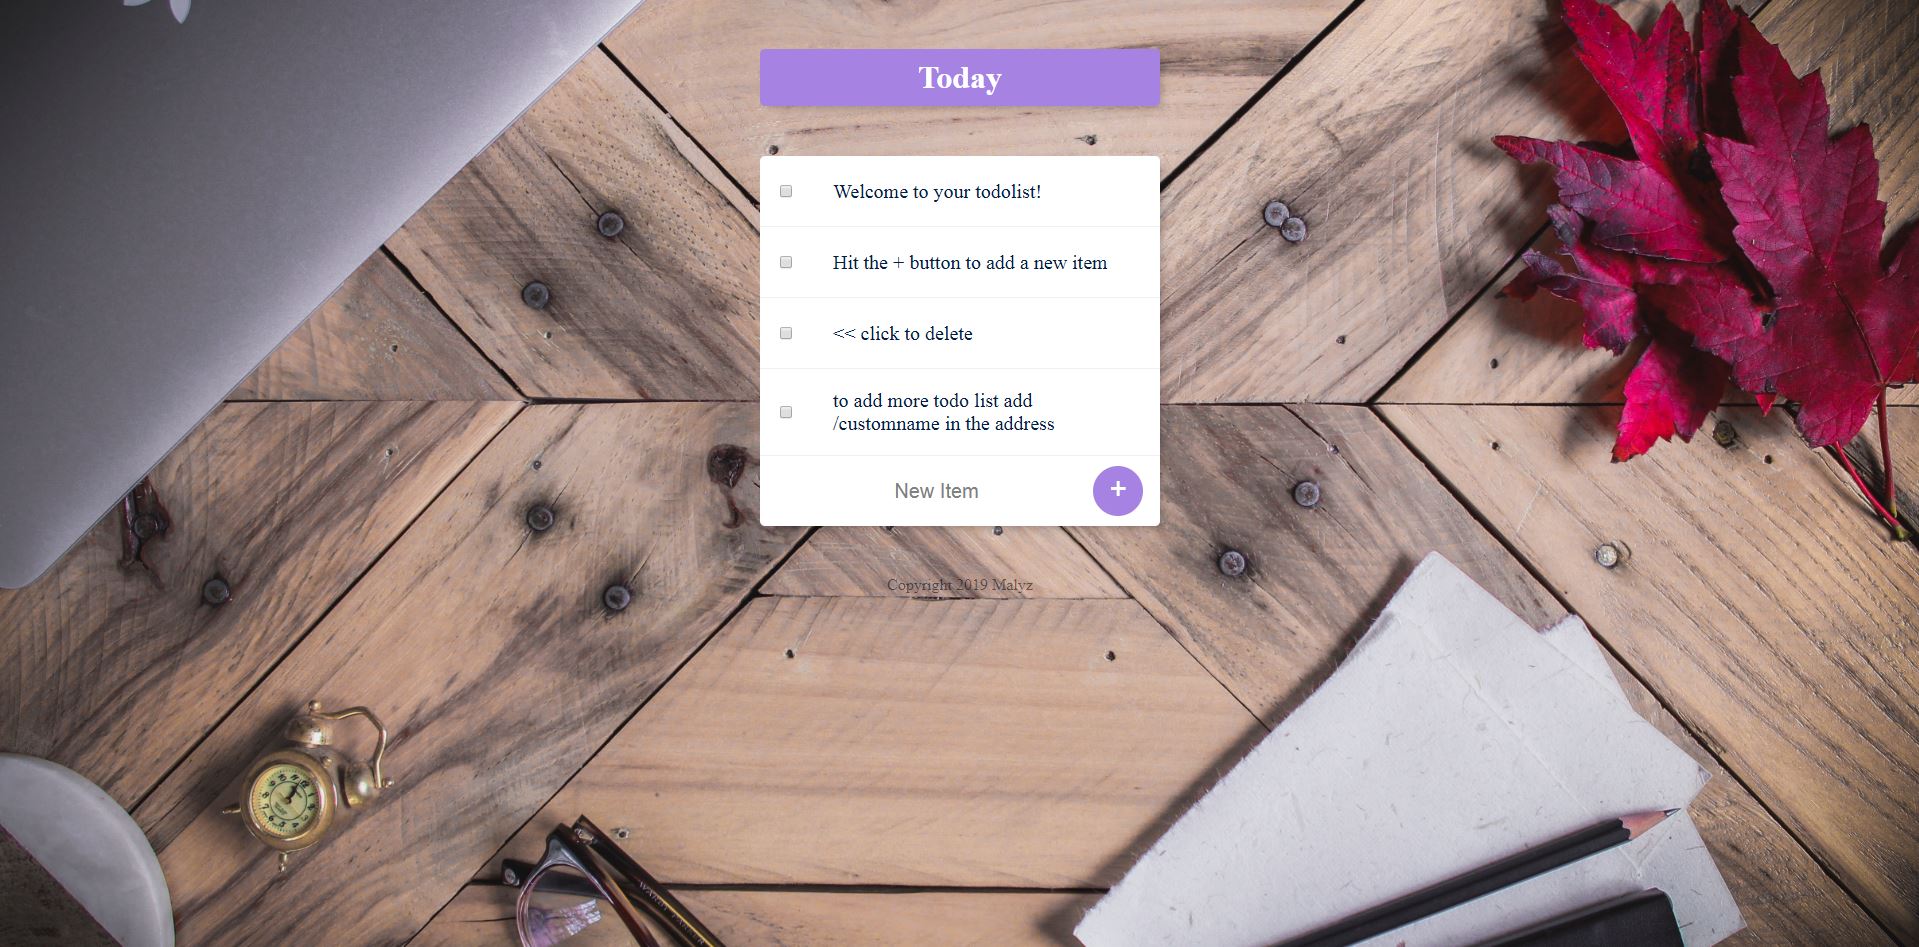 Today
Welcome to your todolist!
Hit the + button to add a new item
<< click to delete
to add more todo list add
/customname in the address
New Item
+
Copyright 2019 Malyz